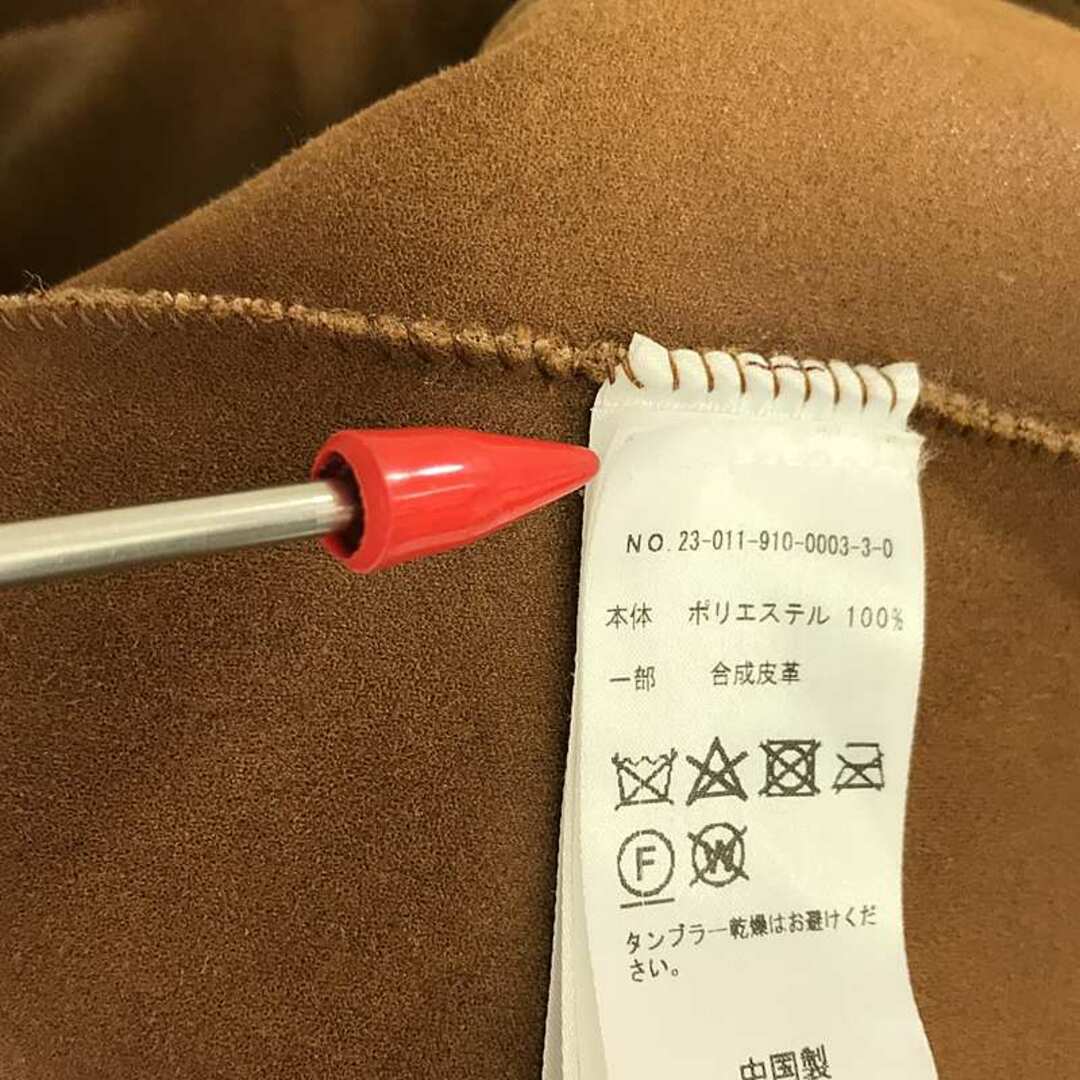 NO. 23-011-910-0003-3-0
本体 ポリエステル 100%
一部 合成皮革
F W
タンブラー乾燥はお避けくだ
さい。
中国製